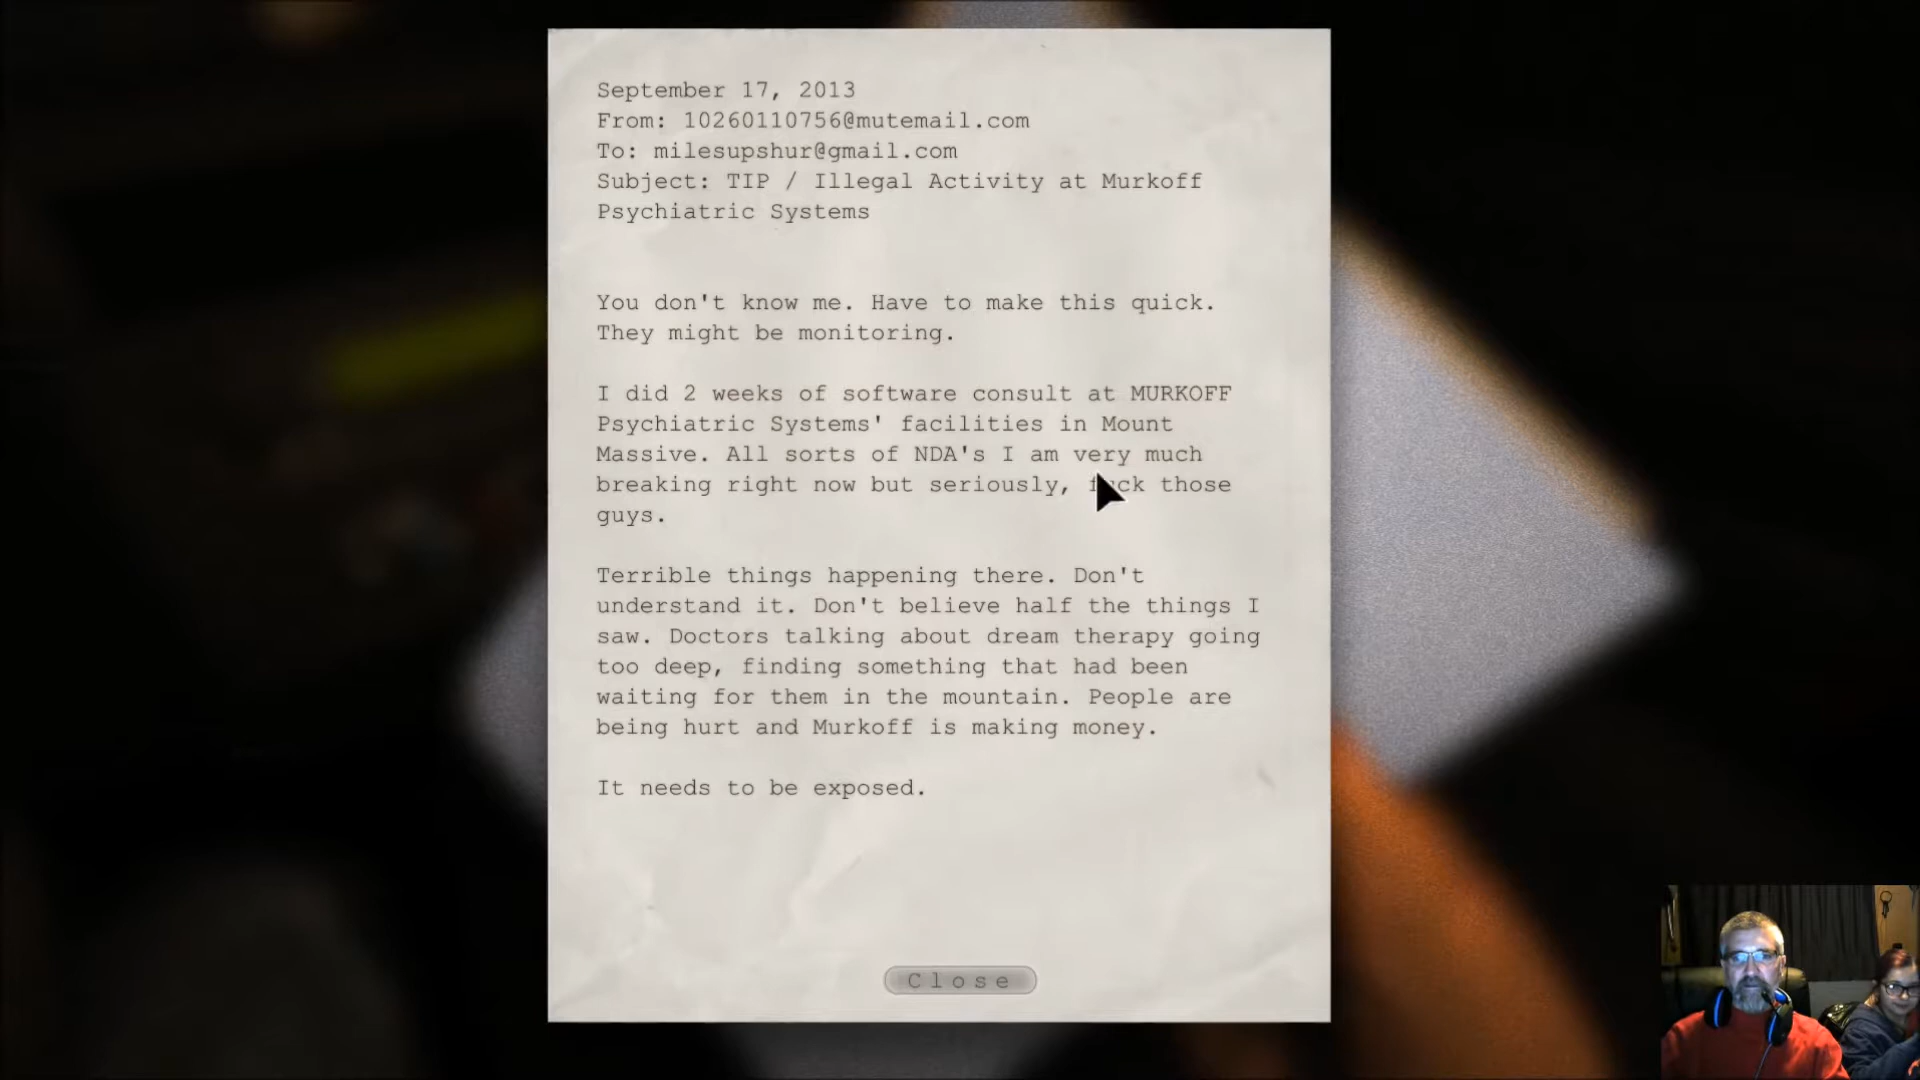 September 17, 2013
From: 10260110756@mutemail.com
To: milesupshur@gmail.com
Subject: TIP / Illegal Activity at Murkoff
Psychiatric Systems
You don't know me. Have to make this quick.
They might be monitoring.
I did 2 weeks of software consult at MURKOFF
Psychiatric Systems' facilities in Mount
Massive. All sorts of NDA's I am very much
breaking right now but seriously, fuck those
guys.
Terrible things happening there. Don't
understand it. Don't believe half the things I
saw. Doctors talking about dream therapy going
too deep, finding something that had been
waiting for them in the mountain. People are
being hurt and Murkoff is making money.
It needs to be exposed.
Close